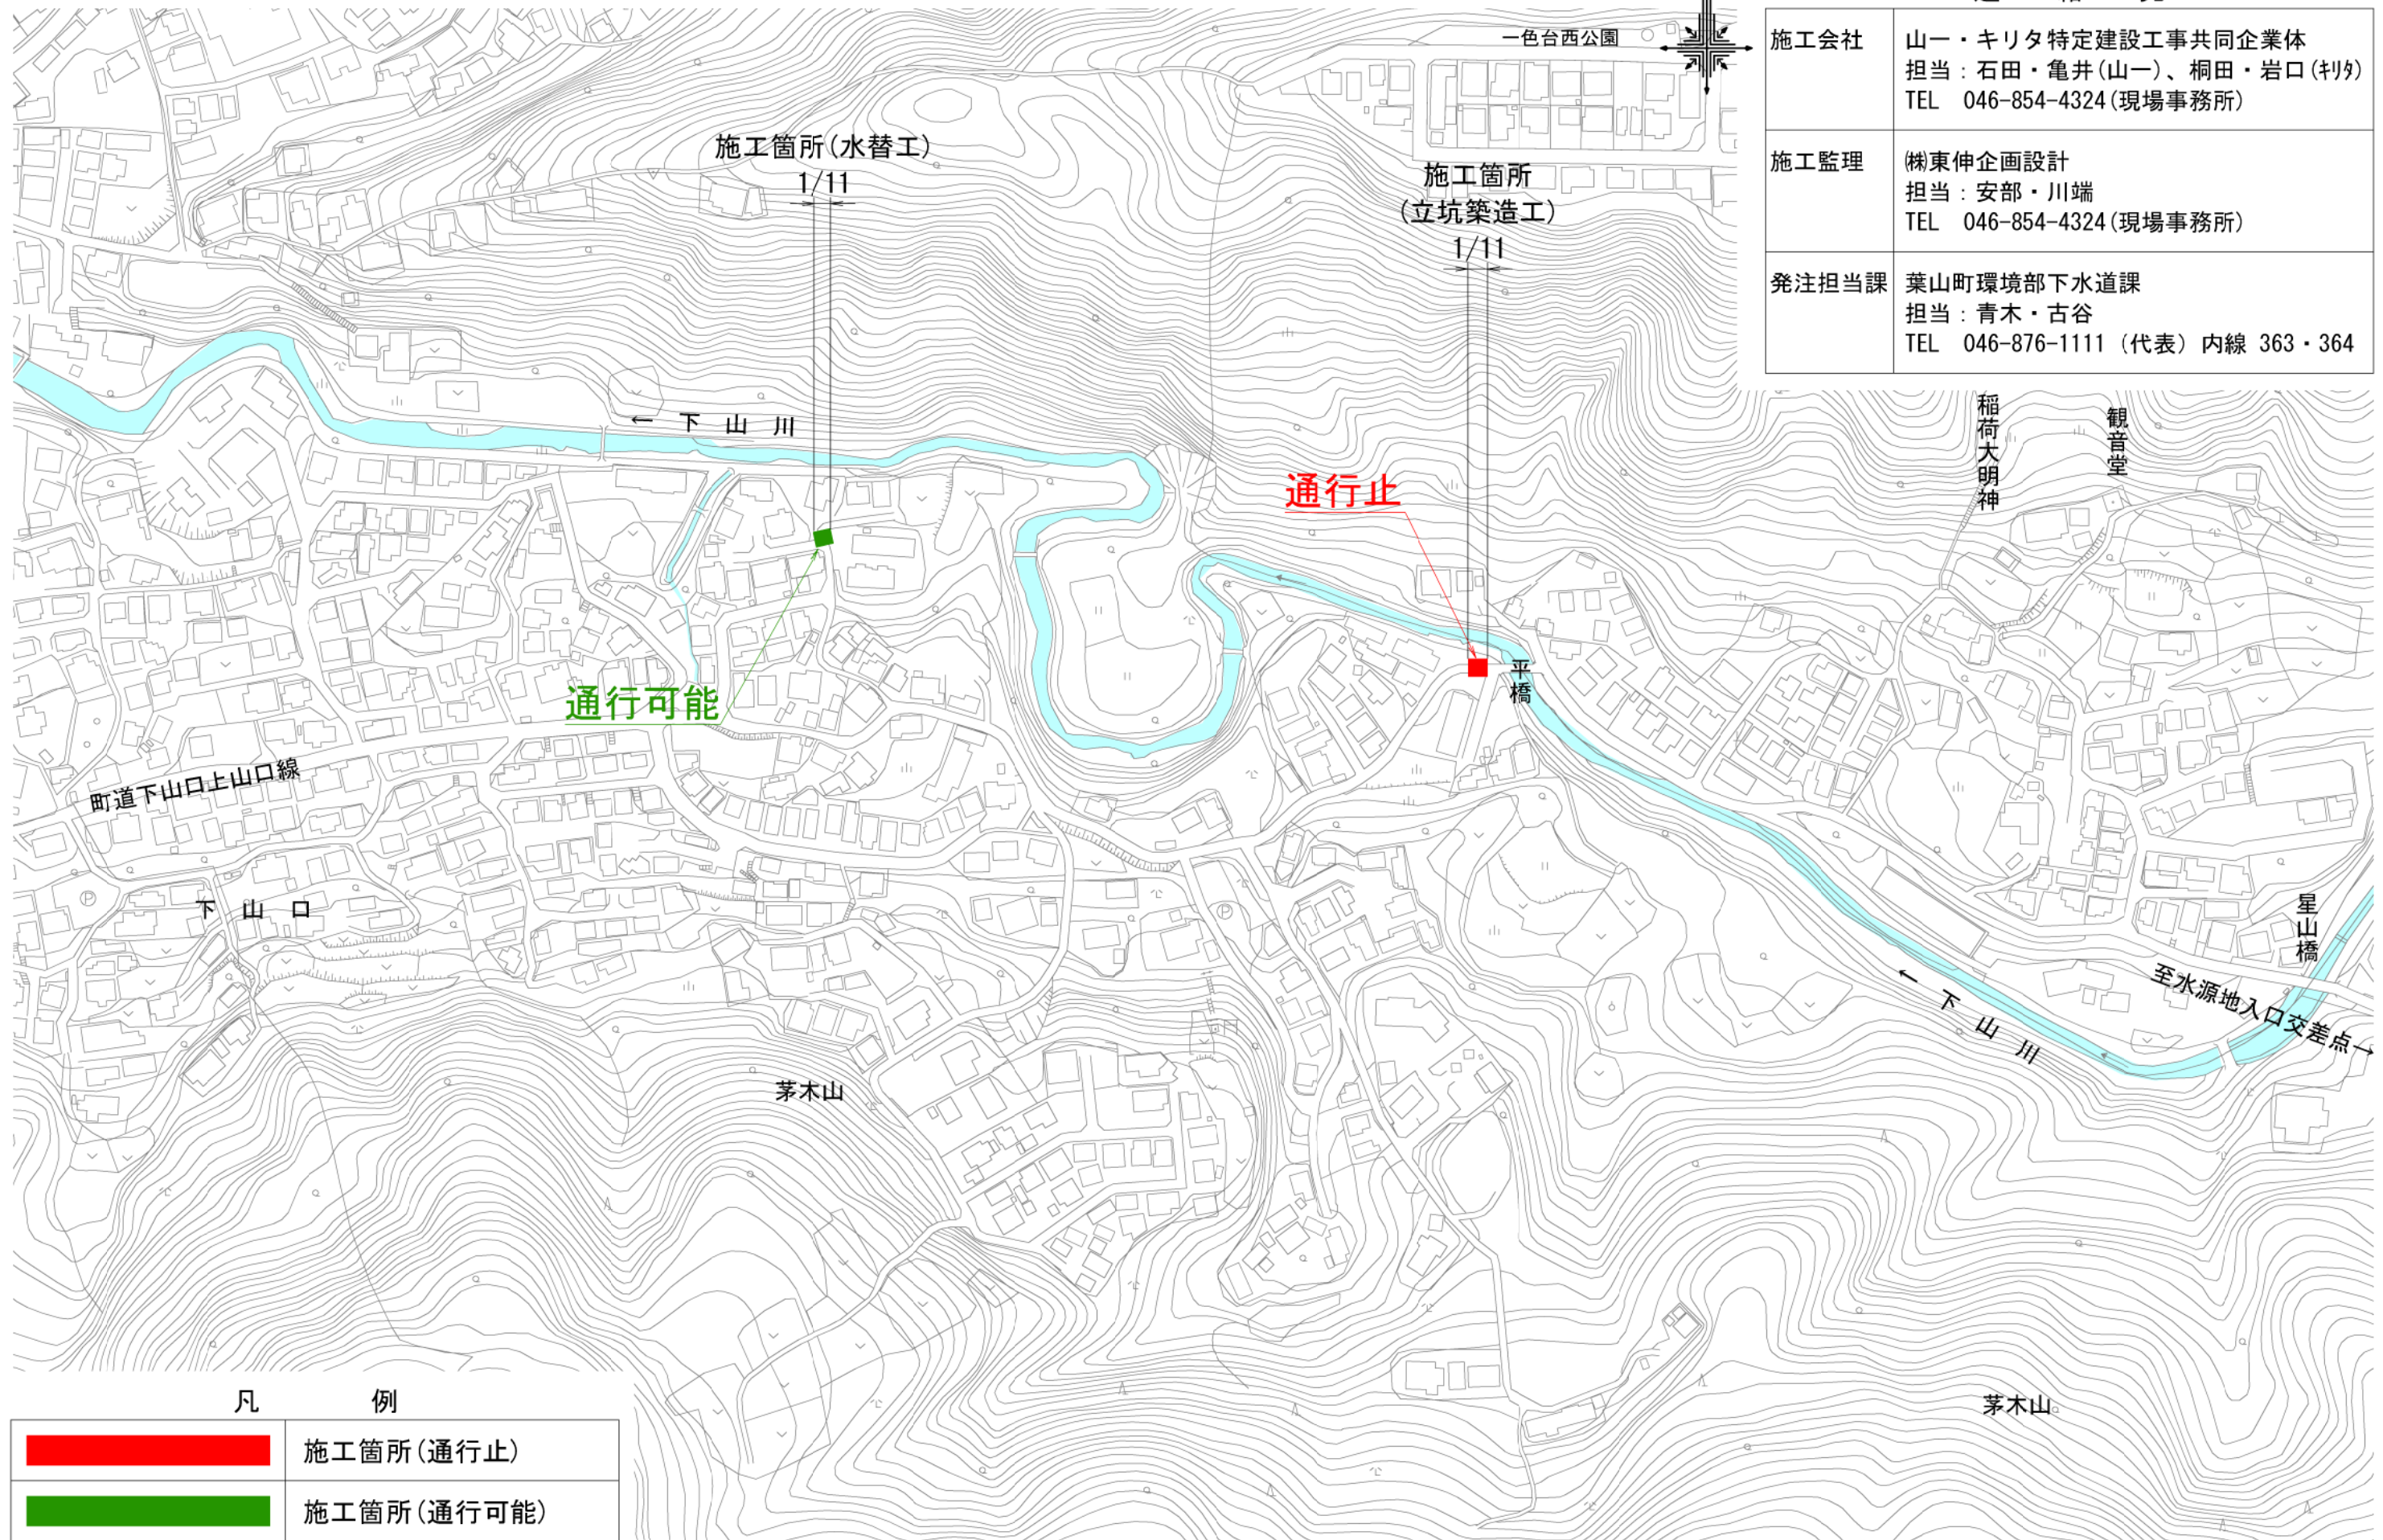 一色台西公園
施工会社
山一・キリタ特定建設工事共同企業体
担当：石田・亀井(山一)、桐田・岩口(ｷﾘﾀ)
TEL　046-854-4324(現場事務所)
施工監理
㈱東伸企画設計
担当：安部・川端
TEL　046-854-4324(現場事務所)
発注担当課
葉山町環境部下水道課
担当：青木・古谷
TEL　046-876-1111（代表）内線 363・364
施工箇所(水替工)
1/11
施工箇所
(立坑築造工)
1/11
稲荷大明神
観音堂
← 下 山 川
通行止
平橋
通行可能
町道下山口上山口線
下 山 口
Ⓟ
Ⓟ
星山橋
至水源地入口交差点→
← 下 山 川
茅木山
茅木山
凡　例
施工箇所(通行止)
施工箇所(通行可能)